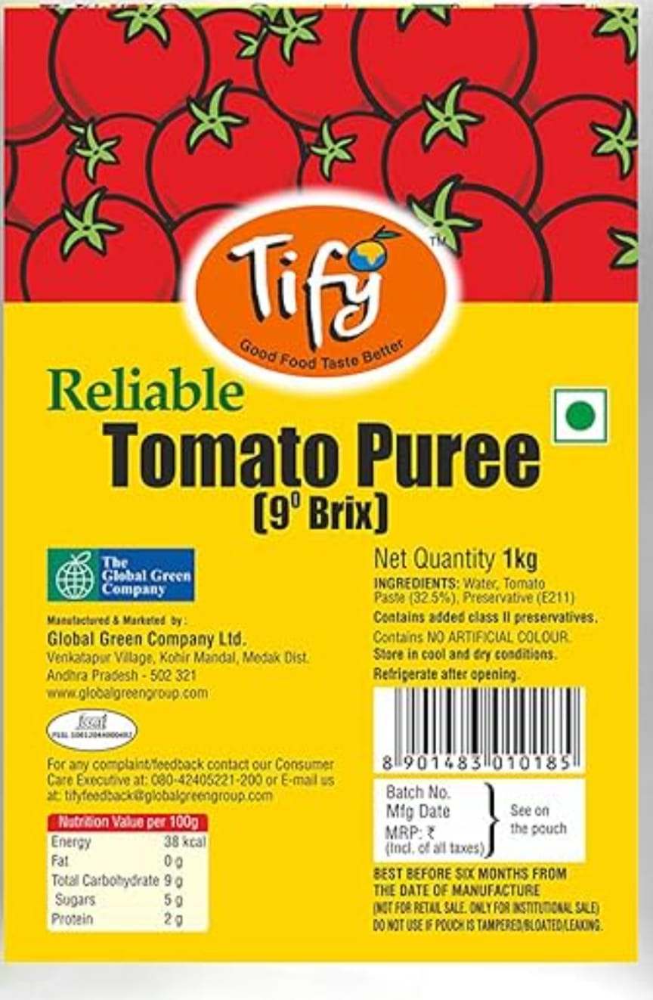 Tify
TM
Good Food Taste Better
Reliable
Tomato Puree
(9⁰ Brix)
The
Global Green
Company
Manufactured & Marketed by :
Global Green Company Ltd.
Venkatapur Village, Kohir Mandal, Medak Dist.
Andhra Pradesh - 502 321
www.globalgreengroup.com
fssai
For any complaint/feedback contact our Consumer
Care Executive at: 080-42405221-200 or E-mail us
at: tifyfeedback@globalgreengroup.com
Nutrition Value per 100g
Energy 38 kcal
Fat 0 g
Total Carbohydrate 9 g
Sugars 5 g
Protein 2 g
Net Quantity 1kg
INGREDIENTS: Water, Tomato
Paste (32.5%), Preservative (E211)
Contains added class II preservatives.
Contains NO ARTIFICIAL COLOUR.
Store in cool and dry conditions.
Refrigerate after opening.
8 901483 010185
Batch No.
Mfg Date
MRP: ₹
(Incl. of all taxes)
See on
the pouch
BEST BEFORE SIX MONTHS FROM
THE DATE OF MANUFACTURE
(NOT FOR RETAIL SALE. ONLY FOR INSTITUTIONAL SALE)
DO NOT USE IF POUCH IS TAMPERED/BLOATED/LEAKING.